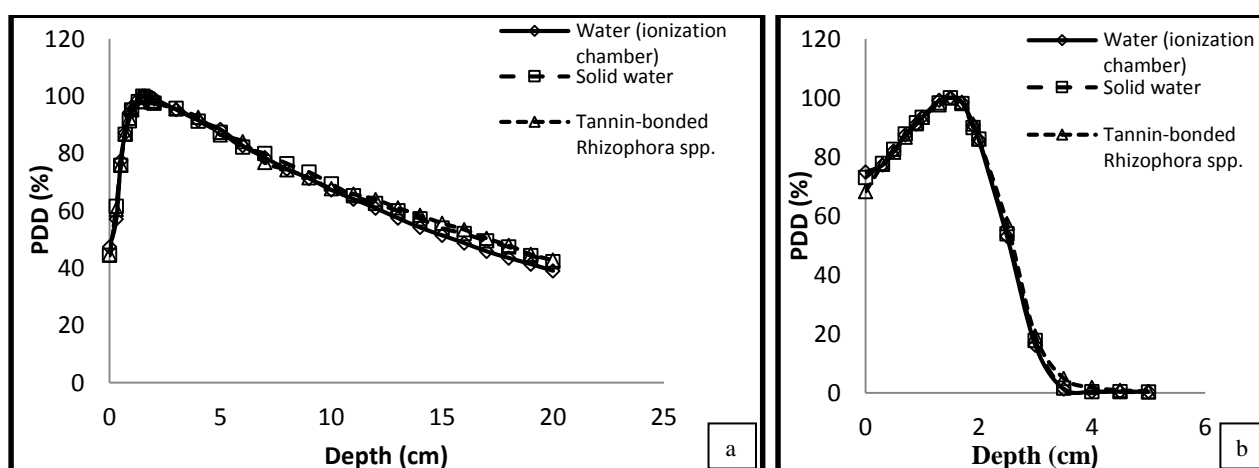 120
100
80
60
40
20
0
PDD (%)
0 5 10 15 20 25
Depth (cm)
Water (ionization
chamber)
Solid water
Tannin-bonded
Rhizophora spp.
a
120
100
80
60
40
20
0
PDD (%)
0 2 4 6
Depth (cm)
Water (ionization
chamber)
Solid water
Tannin-bonded
Rhizophora spp.
b